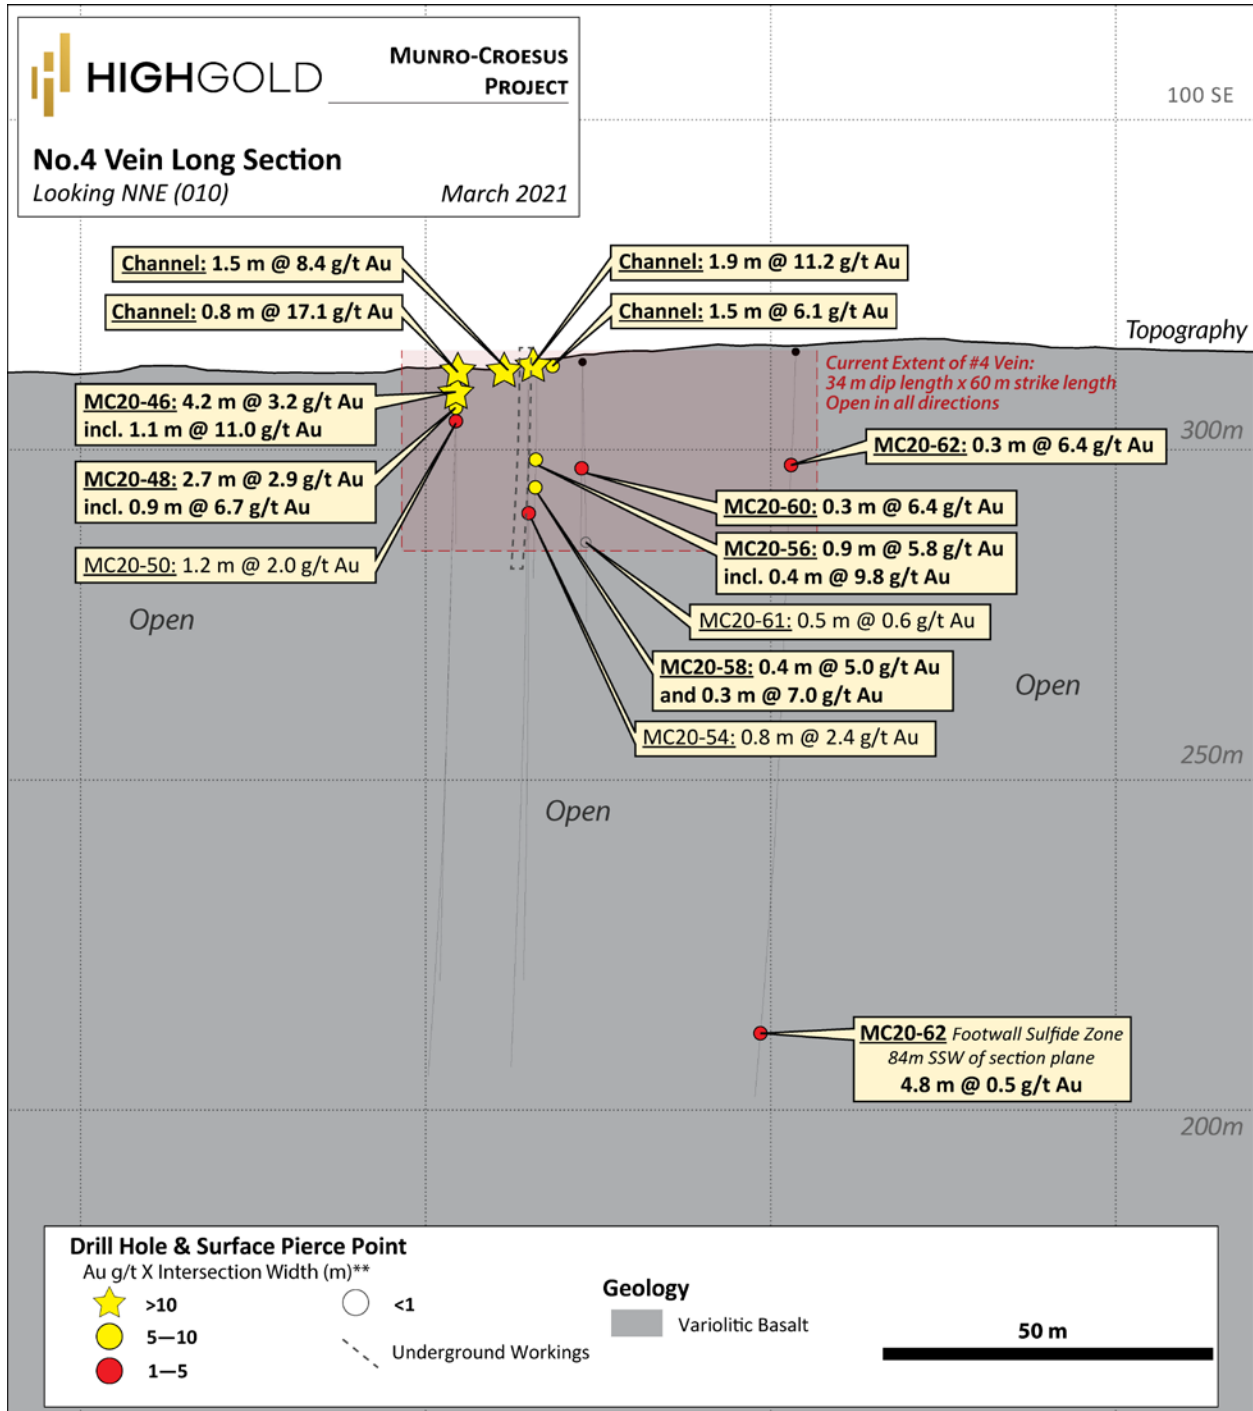 HIGHGOLD
MUNRO-CROESUS
PROJECT
No.4 Vein Long Section
Looking NNE (010)
March 2021
100 SE
Channel: 1.5 m @ 8.4 g/t Au
Channel: 1.9 m @ 11.2 g/t Au
Channel: 0.8 m @ 17.1 g/t Au
Channel: 1.5 m @ 6.1 g/t Au
Topography
Current Extent of #4 Vein:
34 m dip length x 60 m strike length
Open in all directions
MC20-46: 4.2 m @ 3.2 g/t Au
incl. 1.1 m @ 11.0 g/t Au
300m
MC20-62: 0.3 m @ 6.4 g/t Au
MC20-48: 2.7 m @ 2.9 g/t Au
incl. 0.9 m @ 6.7 g/t Au
MC20-60: 0.3 m @ 6.4 g/t Au
MC20-56: 0.9 m @ 5.8 g/t Au
incl. 0.4 m @ 9.8 g/t Au
MC20-50: 1.2 m @ 2.0 g/t Au
Open
MC20-61: 0.5 m @ 0.6 g/t Au
MC20-58: 0.4 m @ 5.0 g/t Au
and 0.3 m @ 7.0 g/t Au
Open
MC20-54: 0.8 m @ 2.4 g/t Au
250m
Open
MC20-62 Footwall Sulfide Zone
84m SSW of section plane
4.8 m @ 0.5 g/t Au
200m
Drill Hole & Surface Pierce Point
Au g/t X Intersection Width (m)**
>10
<1
5—10
Underground Workings
1—5
Geology
Variolitic Basalt
50 m